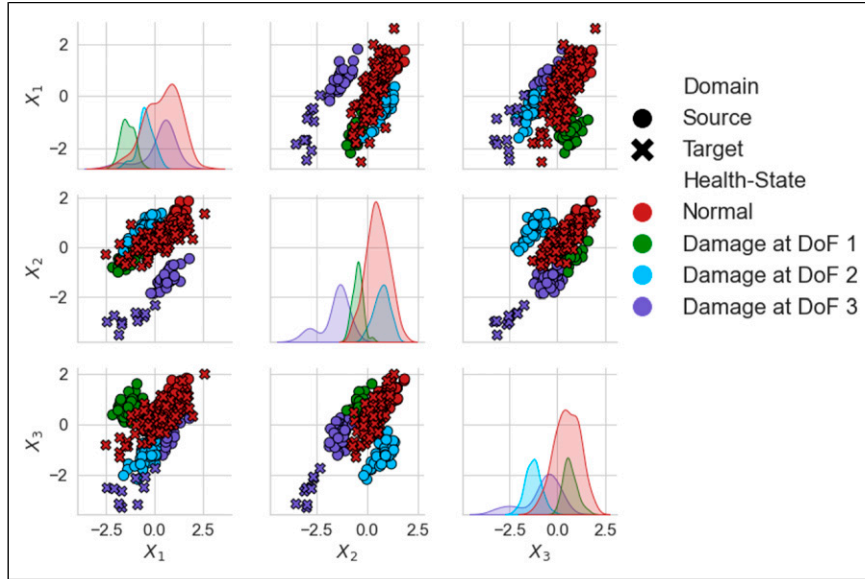 X1
2
0
−2
X2
2
0
−2
X3
2
0
−2
−2.5 0.0 2.5
X1
−2.5 0.0 2.5
X2
−2.5 0.0 2.5
X3
Domain
Source
Target
Health-State
Normal
Damage at DoF 1
Damage at DoF 2
Damage at DoF 3